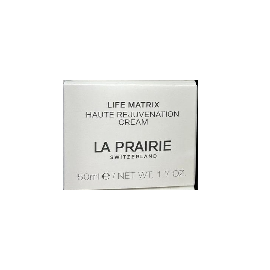 LIFE MATRIX
HAUTE REJUVENATION
CREAM
LA PRAIRIE
SWITZERLAND
50ml ℮ / NET WT. 1.7 OZ